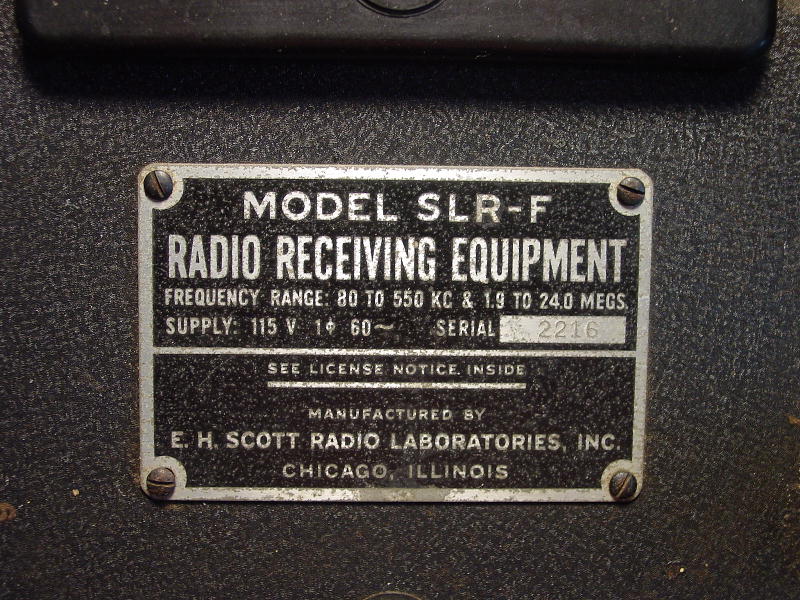 MODEL SLR-F
RADIO RECEIVING EQUIPMENT
FREQUENCY RANGE: 80 TO 550 KC & 1.9 TO 24.0 MEGS.
SUPPLY: 115 V 1ϕ 60~ SERIAL 2216
SEE LICENSE NOTICE INSIDE
MANUFACTURED BY
E. H. SCOTT RADIO LABORATORIES, INC.
CHICAGO, ILLINOIS